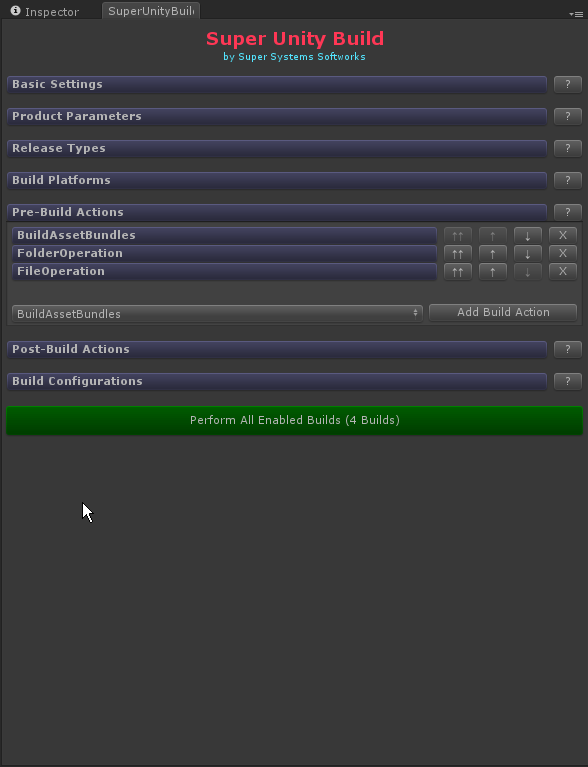 Inspector SuperUnityBuil
Super Unity Build
by Super Systems Softworks
Basic Settings ?
Product Parameters ?
Release Types ?
Build Platforms ?
Pre-Build Actions ?
BuildAssetBundles ↑↑ ↑ ↓ X
FolderOperation ↑↑ ↑ ↓ X
FileOperation ↑↑ ↑ ↓ X
BuildAssetBundles Add Build Action
Post-Build Actions ?
Build Configurations ?
Perform All Enabled Builds (4 Builds)